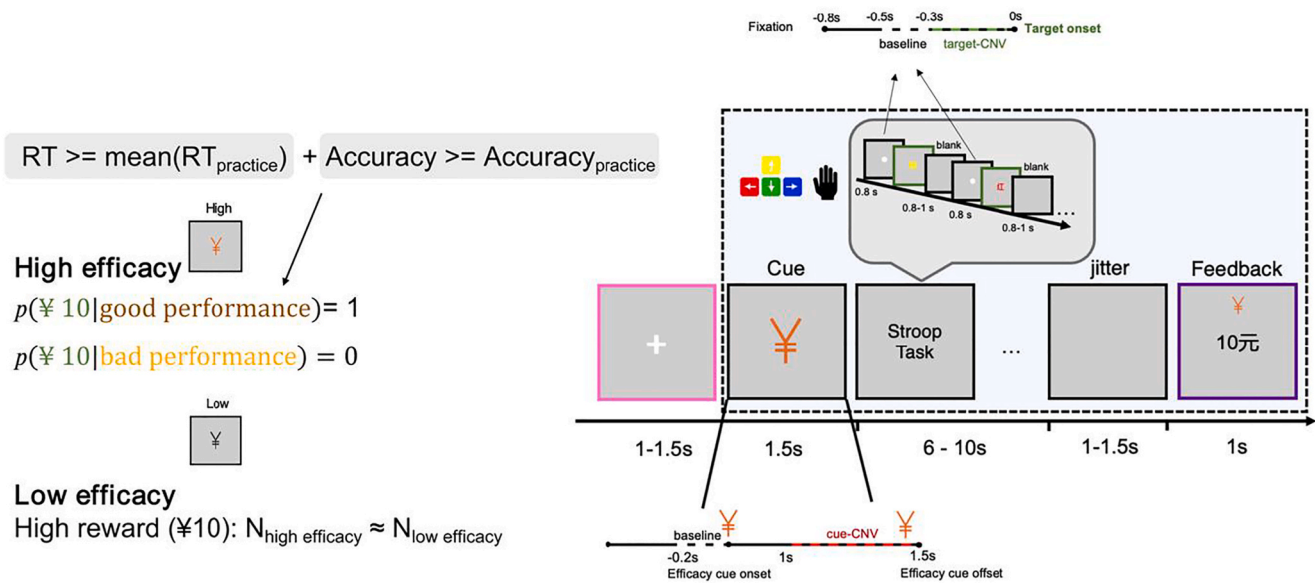 Fixation
-0.8s -0.5s -0.3s 0s
Target onset
baseline target-CNV
RT >= mean(RTpractice) + Accuracy >= Accuracypractice
High
¥
High efficacy
p(¥ 10|good performance)= 1
p(¥ 10|bad performance) = 0
Low
¥
Low efficacy
High reward (¥10): Nhigh efficacy ≈ Nlow efficacy
blank
blank
0.8 s
0.8-1 s
0.8 s
0.8-1 s
...
Cue
jitter
Feedback
+
¥
Stroop
Task
...
¥
10元
1-1.5s
1.5s
6 - 10s
1-1.5s
1s
¥
¥
baseline
cue-CNV
-0.2s
1s
1.5s
Efficacy cue onset
Efficacy cue offset